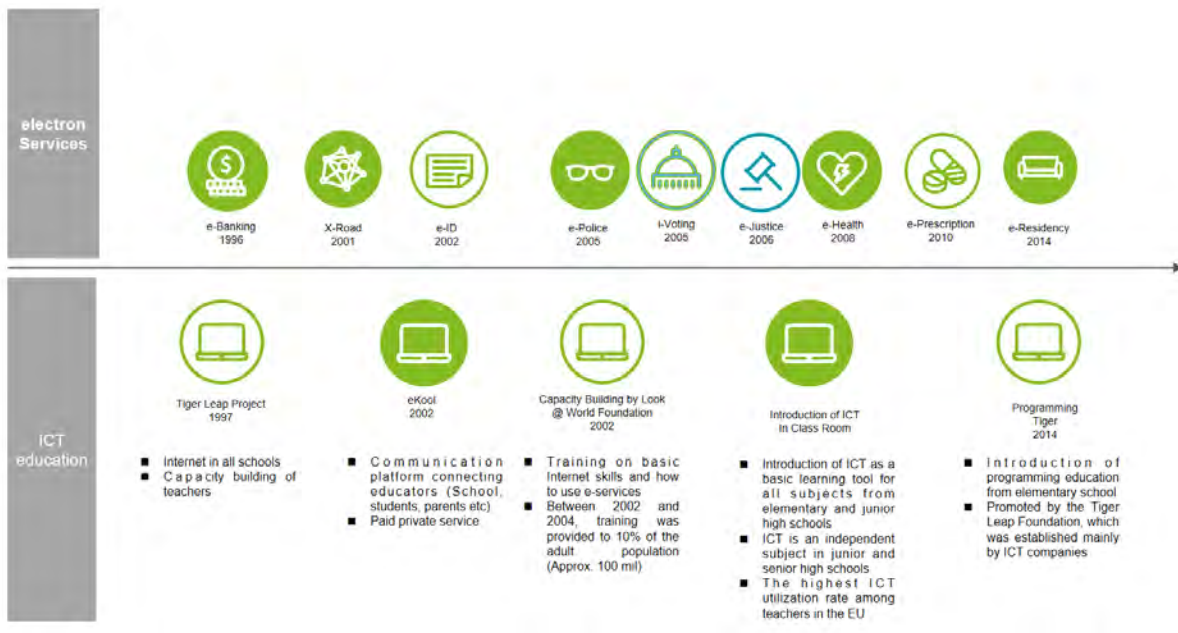 electron
Services
e-Banking
1996
X-Road
2001
e-ID
2002
e-Police
2005
i-Voting
2005
e-Justice
2006
e-Health
2008
e-Prescription
2010
e-Residency
2014
ICT
education
Tiger Leap Project
1997
■ Internet in all schools
■ Capacity building of
teachers
eKool
2002
■ Communication
platform connecting
educators (School,
students, parents etc)
■ Paid private service
Capacity Building by Look
@ World Foundation
2002
■ Training on basic
Internet skills and how
to use e-services
■ Between 2002 and
2004, training was
provided to 10% of the
adult population
(Approx. 100 mil)
Introduction of ICT
In Class Room
■ Introduction of ICT as a
basic learning tool for
all subjects from
elementary and junior
high schools
■ ICT is an independent
subject in junior and
senior high schools
■ The highest ICT
utilization rate among
teachers in the EU
Programming
Tiger
2014
■ Introduction of
programming education
from elementary school
■ Promoted by the Tiger
Leap Foundation, which
was established mainly
by ICT companies